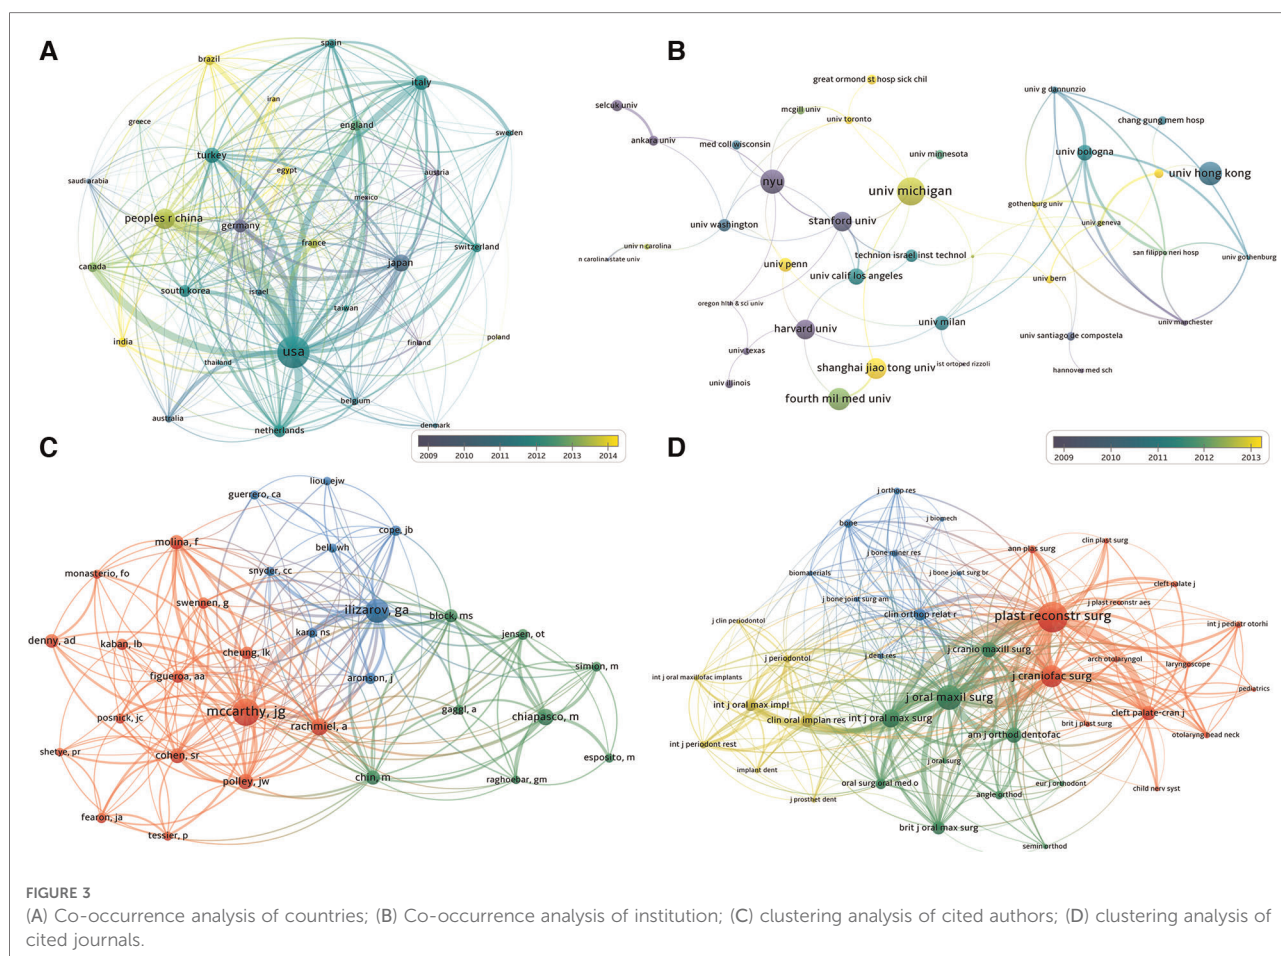 A
spain
brazil
italy
iran
greece
england
sweden
turkey
egypt
austria
saudi arabia
mexico
peoples r china
germany
france
switzerland
canada
japan
south korea
israel
taiwan
india
finland
poland
usa
thailand
australia
belgium
netherlands
denmark
2009 2010 2011 2012 2013 2014
B
great ormond st hosp sick chil
univ g dannunzio
selcuk univ
mcgill univ
univ toronto
chang gung mem hosp
ankara univ
med coll wisconsin
univ minnesota
univ bologna
nyu
univ michigan
univ hong kong
gothenburg univ
univ washington
stanford univ
univ geneva
univ n carolina
n carolina state univ
technion israel inst technol
san filippo neri hosp
univ gothenburg
univ penn
univ calif los angeles
univ bern
oregon hlth & sci univ
harvard univ
univ milan
univ manchester
univ santiago de compostela
univ texas
shanghai jiao tong univ
ist ortoped rizzoli
hannover med sch
univ illinois
fourth mil med univ
2009 2010 2011 2012 2013
C
liou, ejw
guerrero, ca
cope, jb
molina, f
bell, wh
monasterio, fo
snyder, cc
swennen, g
ilizarov, ga
block, ms
denny, ad
kaban, lb
karp, ns
jensen, ot
cheung, lk
simion, m
figueroa, aa
aronson, j
mccarthy, jg
gaggl, a
chiapasco, m
posnick, jc
rachmiel, a
shetye, pr
cohen, sr
esposito, m
polley, jw
chin, m
raghoebar, gm
fearon, ja
tessier, p
D
j orthop res
bone
j biomech
clin plast surg
ann plas surg
j bone miner res
biomaterials
j bone joint surg br
cleft palate j
j bone joint surg am
j plast reconstr aes
clin orthop relat r
plast reconstr surg
j clin periodontol
int j pediatr otorhi
j cranio maxill surg
j periodontol
j dent res
arch otolaryngol
laryngoscope
int j oral maxillofac implants
j craniofac surg
pediatrics
j oral maxil surg
int j oral max impl
clin oral implan res
int j oral max surg
cleft palate-cran j
brit j plast surg
am j orthod dentofac
otolaryng head neck
int j periodont rest
j oral surg
implant dent
oral surg oral med o
eur j orthodont
child nerv syst
j prosthet dent
angle orthod
brit j oral max surg
semin orthod
FIGURE 3
(A) Co-occurrence analysis of countries; (B) Co-occurrence analysis of institution; (C) clustering analysis of cited authors; (D) clustering analysis of
cited journals.